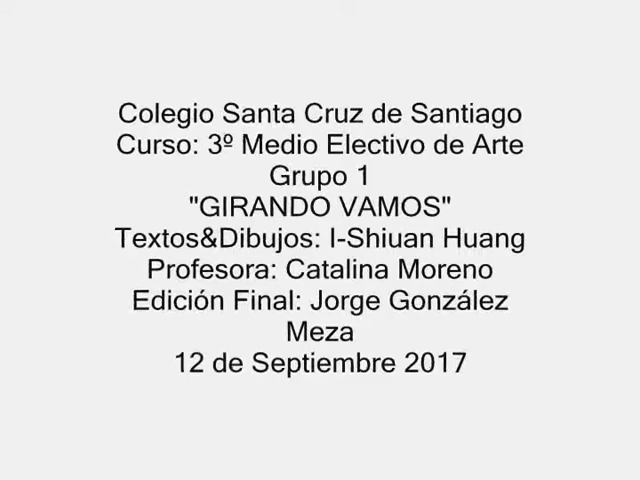 Colegio Santa Cruz de Santiago
Curso: 3º Medio Electivo de Arte
Grupo 1
"GIRANDO VAMOS"
Textos&Dibujos: I-Shiuan Huang
Profesora: Catalina Moreno
Edición Final: Jorge González
Meza
12 de Septiembre 2017